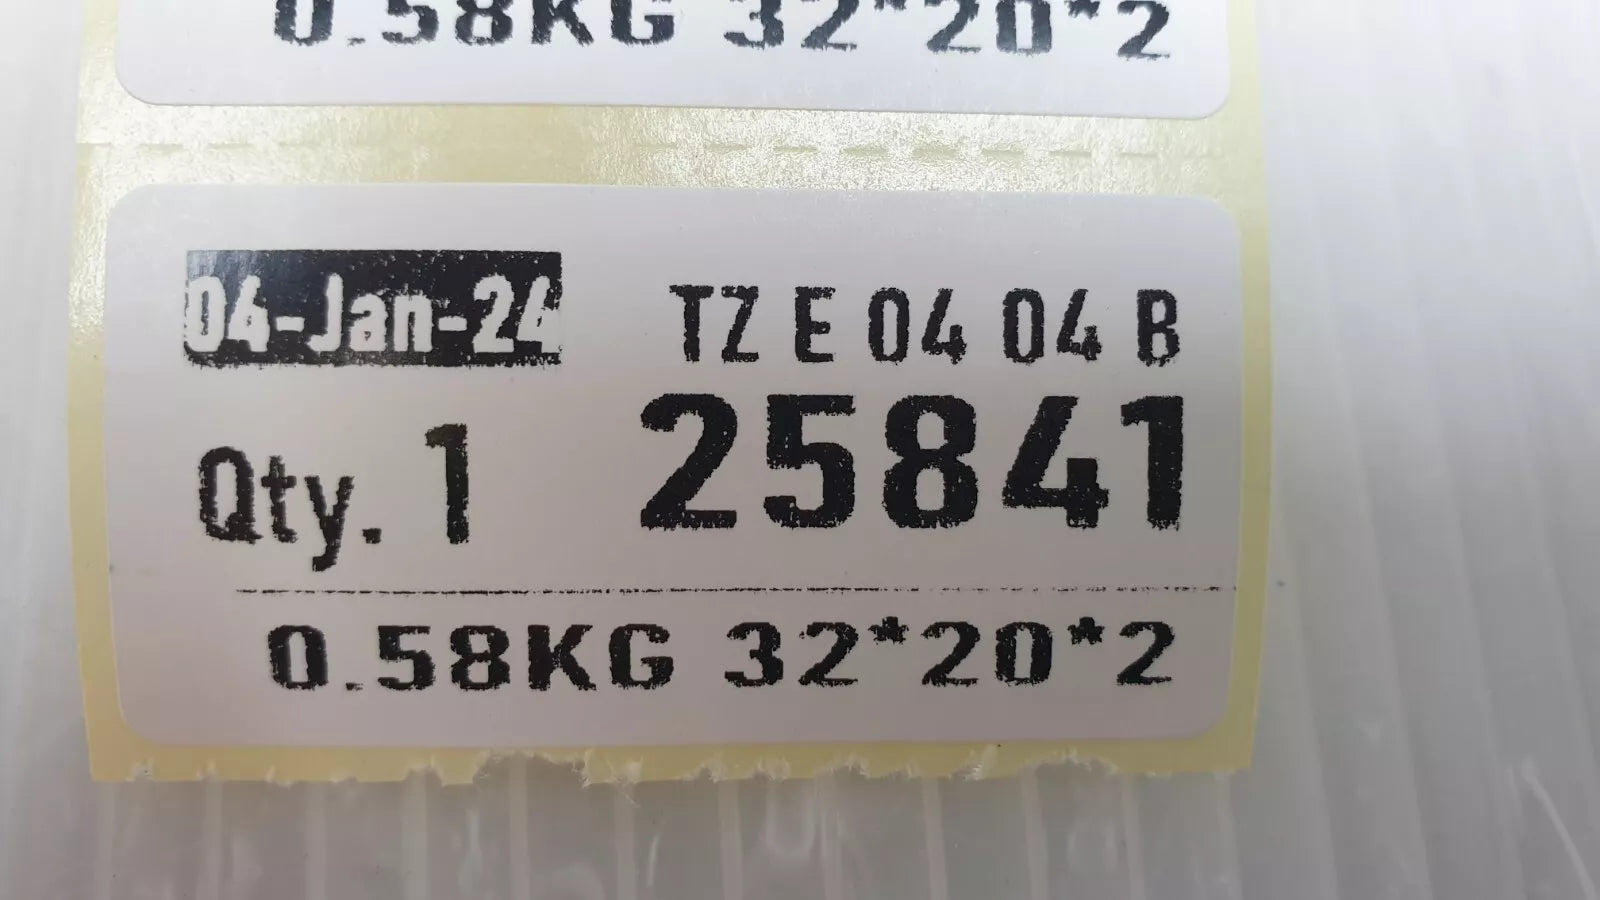 0.58KG 32*20*2
04-Jan-24 TZ E 04 04 B
Qty. 1 25841
0.58KG 32*20*2